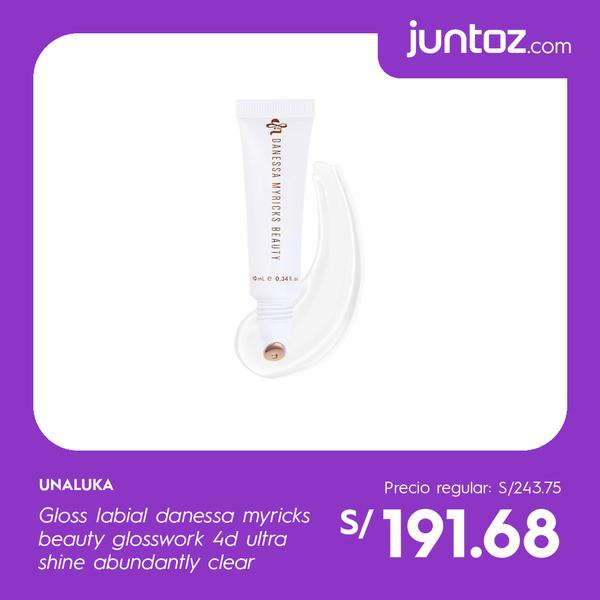 juntoz.com
DANESSA MYRICKS BEAUTY
10 mL e 0.34 fl. oz
UNALUKA
Gloss labial danessa myricks
beauty glosswork 4d ultra
shine abundantly clear
Precio regular: S/243.75
S/191.68